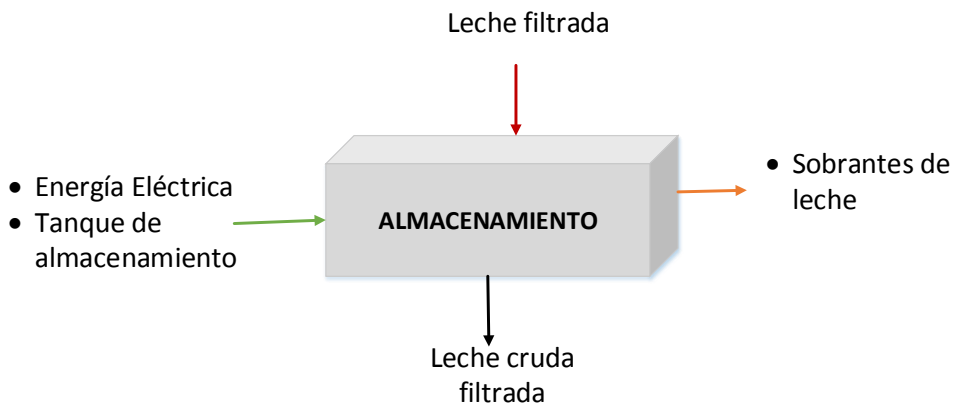 Leche filtrada
• Energía Eléctrica
• Tanque de
almacenamiento
ALMACENAMIENTO
• Sobrantes de
leche
Leche cruda
filtrada